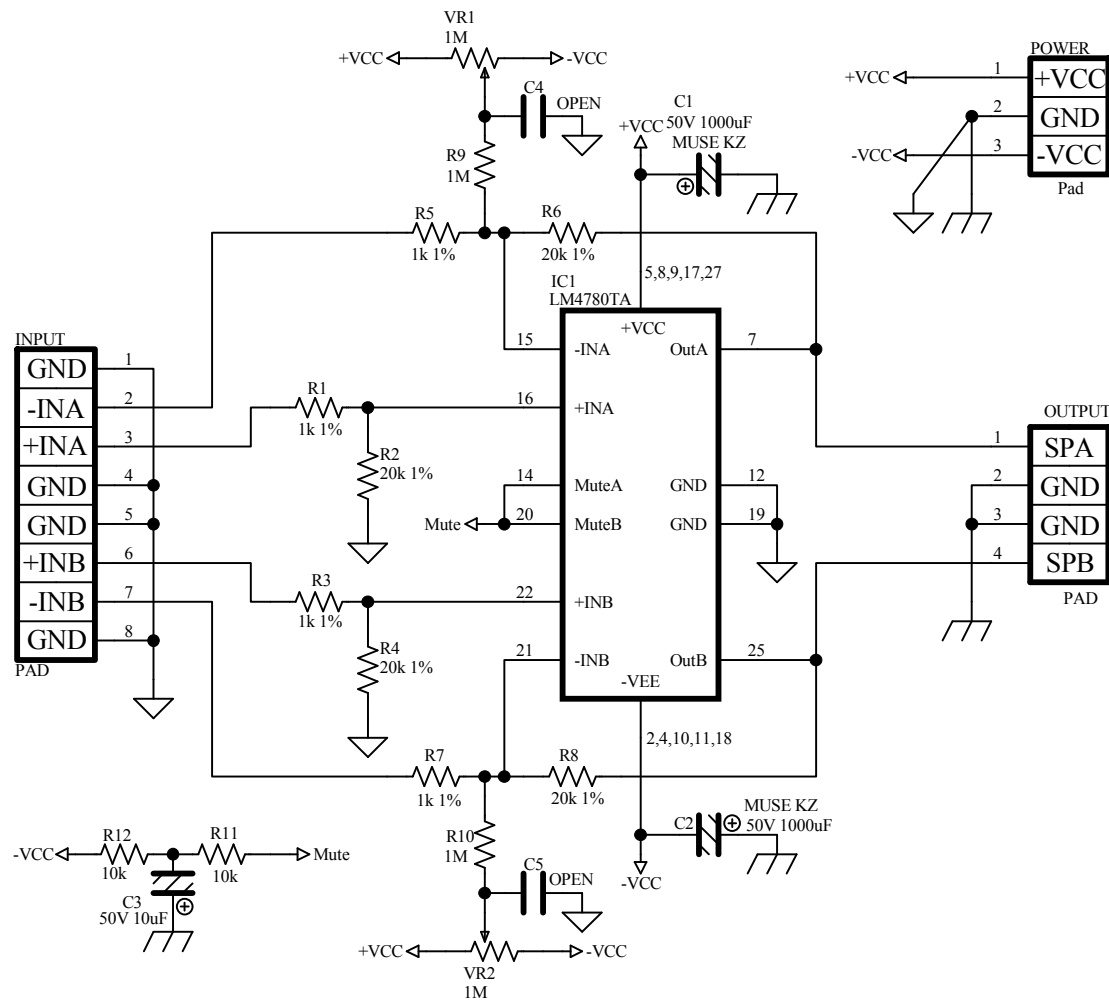 VR1
1M
+VCC
-VCC
C4
OPEN
R9
1M
C1
50V 1000uF
MUSE KZ
+VCC
POWER
+VCC
1
+VCC
2
GND
-VCC
3
-VCC
Pad
R5
1k 1%
R6
20k 1%
5,8,9,17,27
IC1
LM4780TA
+VCC
15
-INA
OutA
7
16
+INA
14
MuteA
GND
12
Mute
20
MuteB
GND
19
22
+INB
21
-INB
OutB
25
-VEE
2,4,10,11,18
INPUT
GND
1
-INA
2
+INA
3
GND
4
GND
5
+INB
6
-INB
7
GND
8
PAD
R1
1k 1%
R2
20k 1%
R3
1k 1%
R4
20k 1%
OUTPUT
1
SPA
2
GND
3
GND
4
SPB
PAD
R7
1k 1%
R8
20k 1%
R10
1M
C5
OPEN
C2
MUSE KZ
50V 1000uF
-VCC
+VCC
-VCC
VR2
1M
-VCC
R12
10k
R11
10k
Mute
C3
50V 10uF